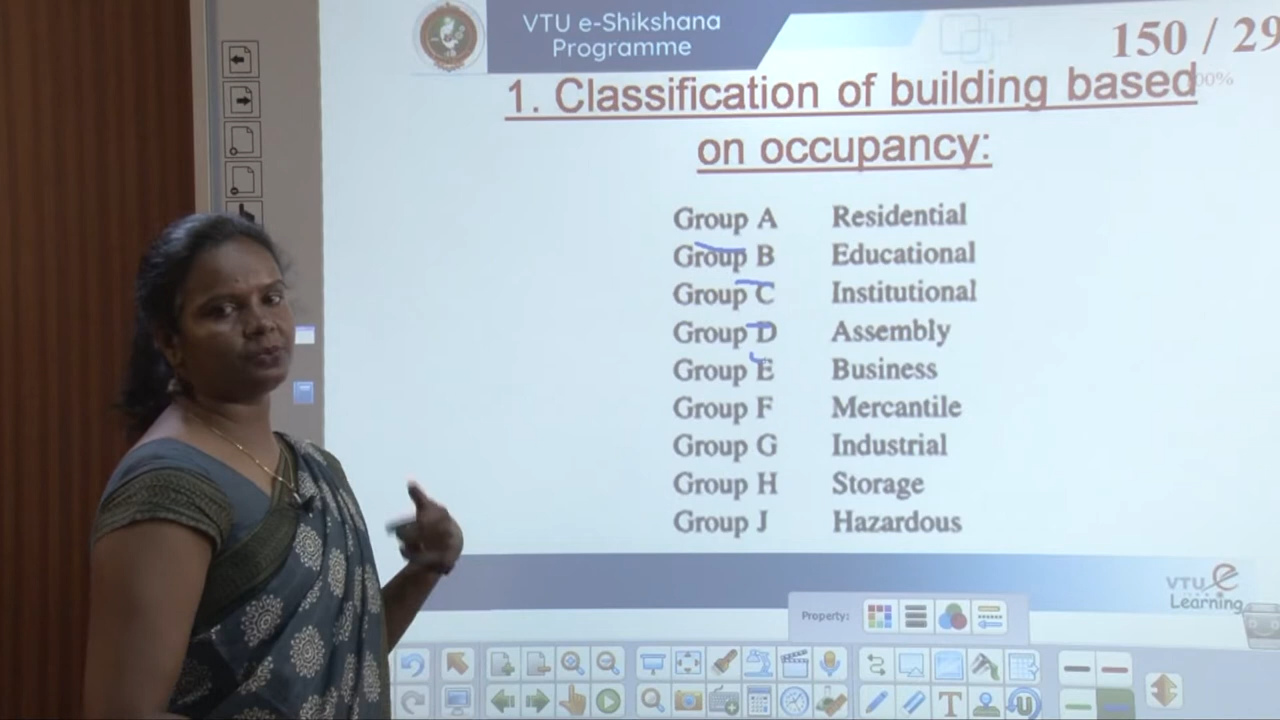 VTU e-Shikshana
Programme
150 / 29
00%
1. Classification of building based
on occupancy:
Group A Residential
Group B Educational
Group C Institutional
Group D Assembly
Group E Business
Group F Mercantile
Group G Industrial
Group H Storage
Group J Hazardous
VTU e
Learning
Property: